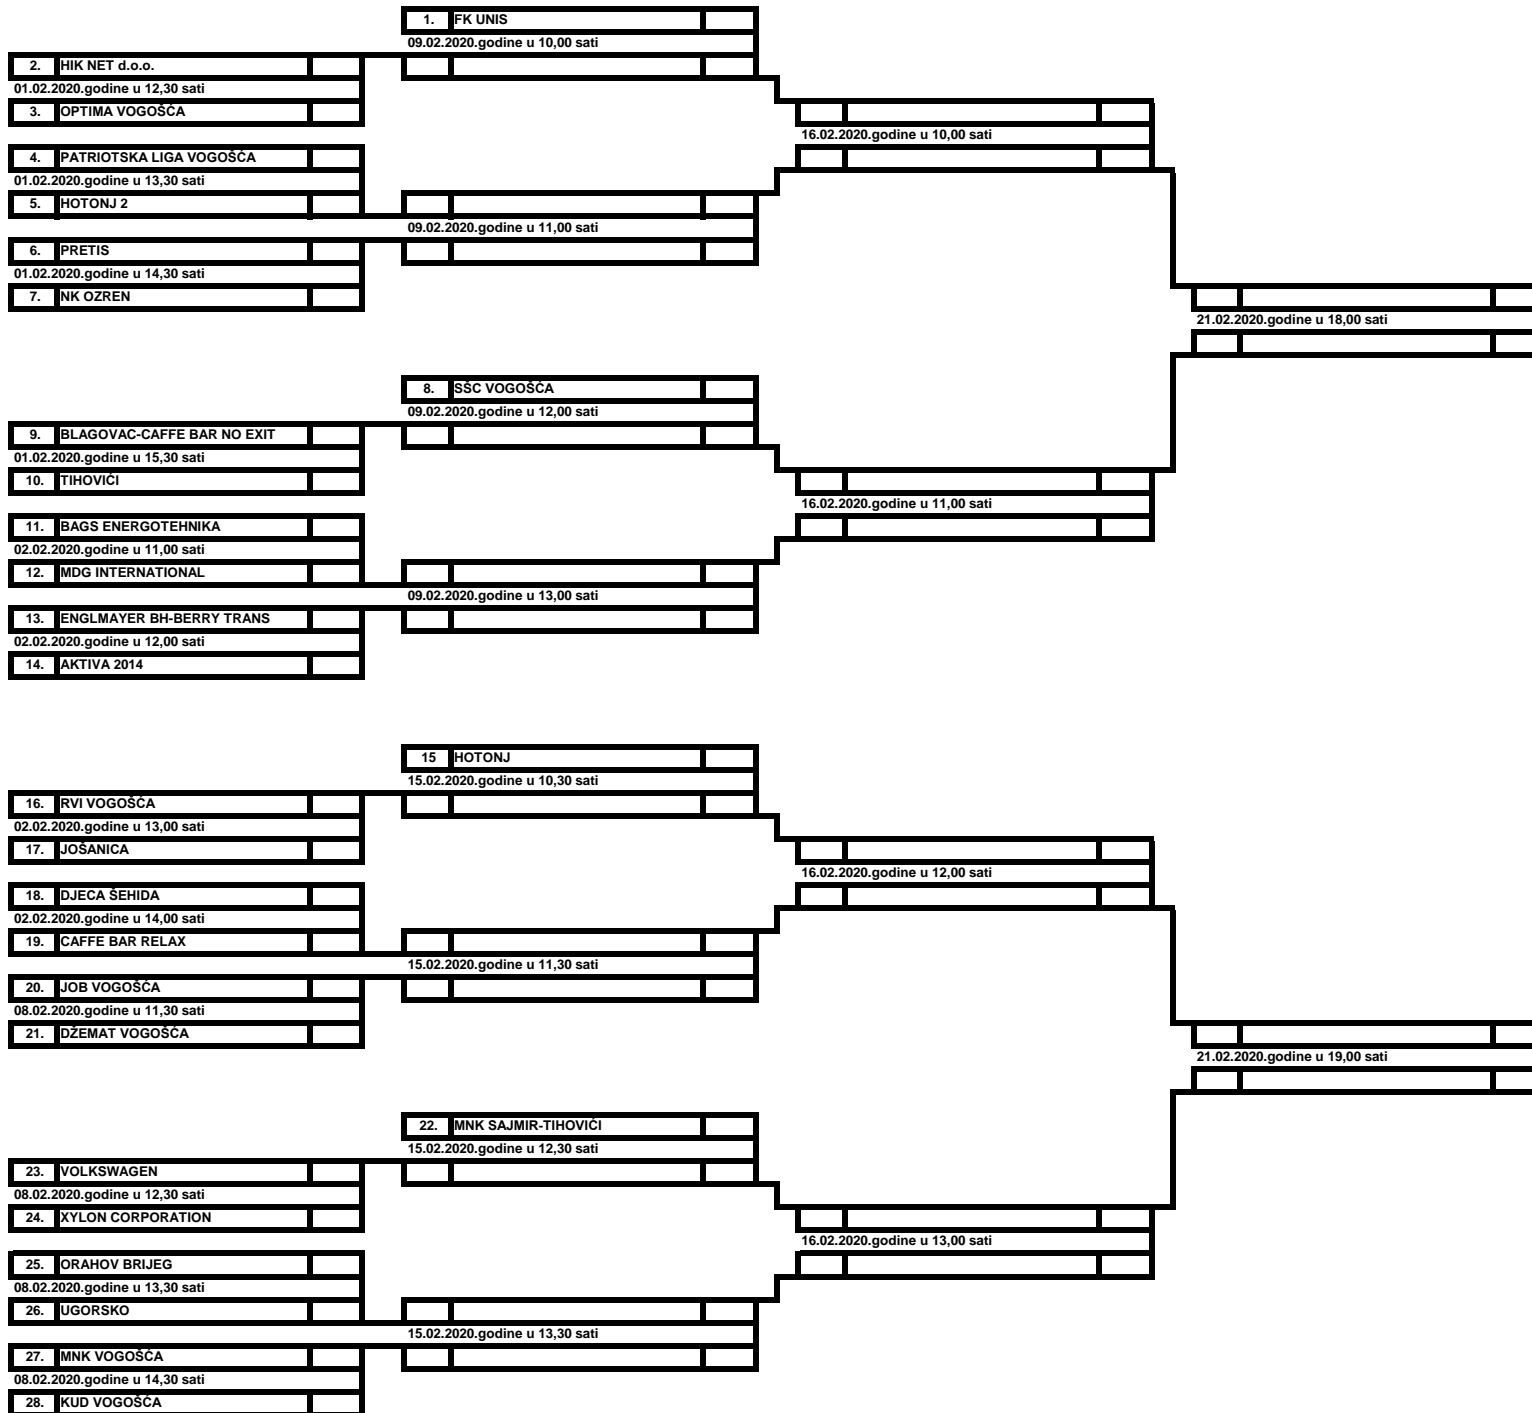 1. FK UNIS
09.02.2020.godine u 10,00 sati
2. HIK NET d.o.o.
01.02.2020.godine u 12,30 sati
3. OPTIMA VOGOŠĆA
16.02.2020.godine u 10,00 sati
4. PATRIOTSKA LIGA VOGOŠĆA
01.02.2020.godine u 13,30 sati
5. HOTONJ 2
09.02.2020.godine u 11,00 sati
6. PRETIS
01.02.2020.godine u 14,30 sati
7. NK OZREN
21.02.2020.godine u 18,00 sati
8. SŠC VOGOŠĆA
09.02.2020.godine u 12,00 sati
9. BLAGOVAC-CAFFE BAR NO EXIT
01.02.2020.godine u 15,30 sati
10. TIHOVIĆI
16.02.2020.godine u 11,00 sati
11. BAGS ENERGOTEHNIKA
02.02.2020.godine u 11,00 sati
12. MDG INTERNATIONAL
09.02.2020.godine u 13,00 sati
13. ENGLMAYER BH-BERRY TRANS
02.02.2020.godine u 12,00 sati
14. AKTIVA 2014
15 HOTONJ
15.02.2020.godine u 10,30 sati
16. RVI VOGOŠĆA
02.02.2020.godine u 13,00 sati
17. JOŠANICA
16.02.2020.godine u 12,00 sati
18. DJECA ŠEHIDA
02.02.2020.godine u 14,00 sati
19. CAFFE BAR RELAX
15.02.2020.godine u 11,30 sati
20. JOB VOGOŠĆA
08.02.2020.godine u 11,30 sati
21. DŽEMAT VOGOŠĆA
21.02.2020.godine u 19,00 sati
22. MNK SAJMIR-TIHOVIĆI
15.02.2020.godine u 12,30 sati
23. VOLKSWAGEN
08.02.2020.godine u 12,30 sati
24. XYLON CORPORATION
16.02.2020.godine u 13,00 sati
25. ORAHOV BRIJEG
08.02.2020.godine u 13,30 sati
26. UGORSKO
15.02.2020.godine u 13,30 sati
27. MNK VOGOŠĆA
08.02.2020.godine u 14,30 sati
28. KUD VOGOŠĆA